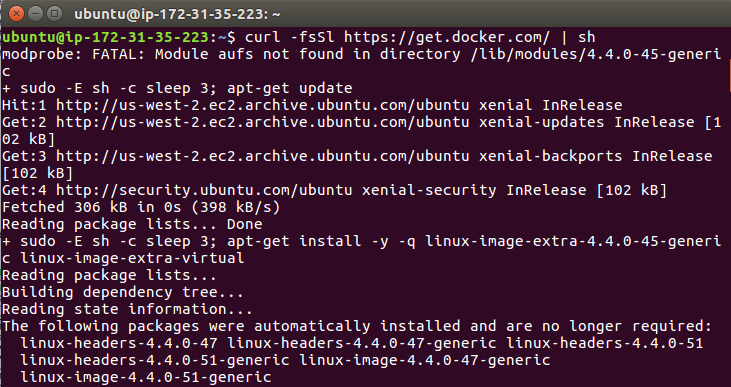 ubuntu@ip-172-31-35-223: ~
ubuntu@ip-172-31-35-223:~$ curl -fsSl https://get.docker.com/ | sh
modprobe: FATAL: Module aufs not found in directory /lib/modules/4.4.0-45-generi
c
+ sudo -E sh -c sleep 3; apt-get update
Hit:1 http://us-west-2.ec2.archive.ubuntu.com/ubuntu xenial InRelease
Get:2 http://us-west-2.ec2.archive.ubuntu.com/ubuntu xenial-updates InRelease [1
02 kB]
Get:3 http://us-west-2.ec2.archive.ubuntu.com/ubuntu xenial-backports InRelease
[102 kB]
Get:4 http://security.ubuntu.com/ubuntu xenial-security InRelease [102 kB]
Fetched 306 kB in 0s (398 kB/s)
Reading package lists... Done
+ sudo -E sh -c sleep 3; apt-get install -y -q linux-image-extra-4.4.0-45-generi
c linux-image-extra-virtual
Reading package lists...
Building dependency tree...
Reading state information...
The following packages were automatically installed and are no longer required:
  linux-headers-4.4.0-47 linux-headers-4.4.0-47-generic linux-headers-4.4.0-51
  linux-headers-4.4.0-51-generic linux-image-4.4.0-47-generic
  linux-image-4.4.0-51-generic